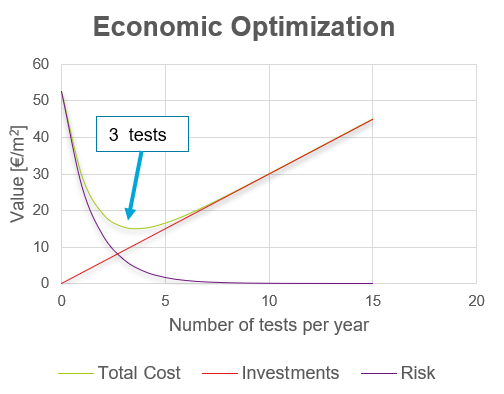 Economic Optimization
60
50
40
30
20
10
0
3 tests
Value [€/m²]
0 5 10 15 20
Number of tests per year
Total Cost Investments Risk